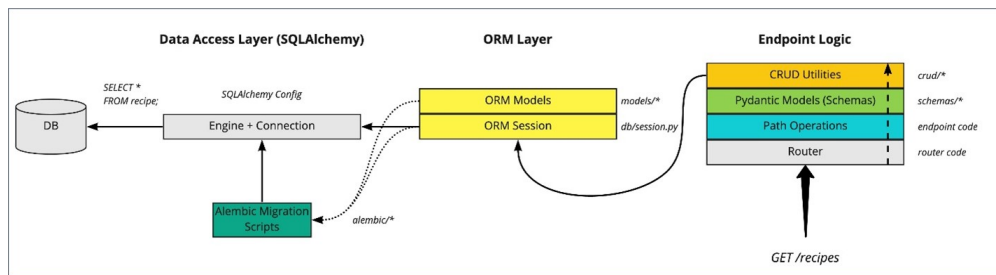 Data Access Layer (SQLAlchemy)
ORM Layer
Endpoint Logic
SELECT *
FROM recipe;
SQLAlchemy Config
DB
Engine + Connection
Alembic Migration
Scripts
alembic/*
ORM Models
models/*
ORM Session
db/session.py
CRUD Utilities
crud/*
Pydantic Models (Schemas)
schemas/*
Path Operations
endpoint code
Router
router code
GET /recipes